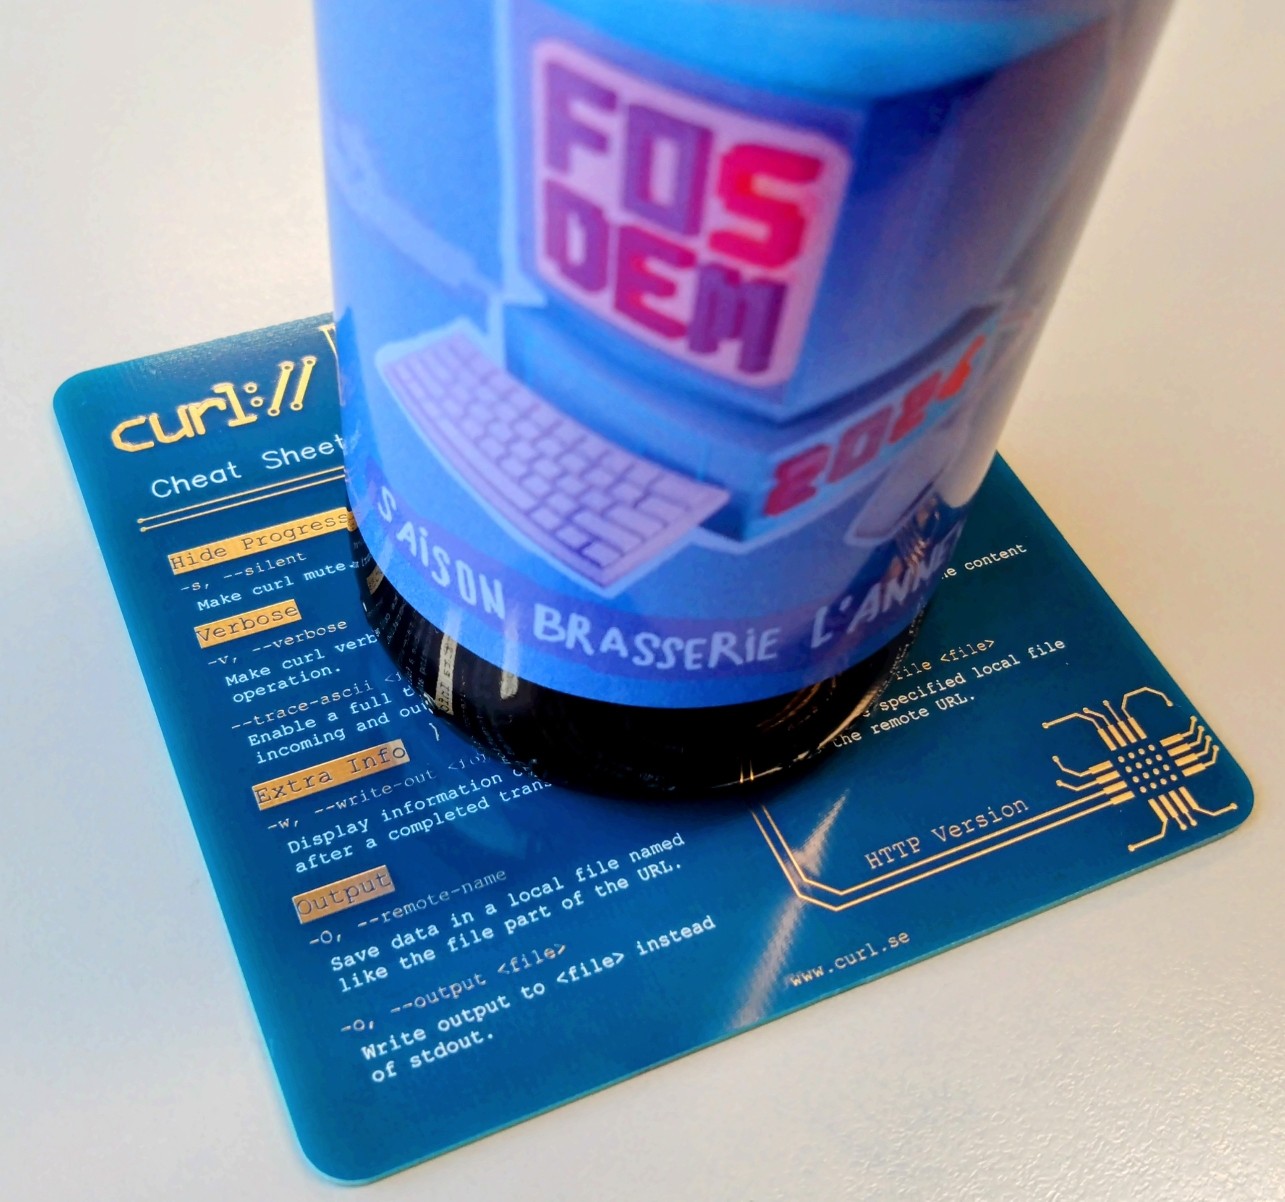 FOS
DEM
2026
SAISON BRASSERIE L'ANNEE
curl://
Cheat Sheet
Hide Progress
-s, --silent
Make curl mute.
Verbose
-v, --verbose
Make curl verb
operation.
--trace-ascii <
Enable a full t
incoming and ou
Extra Info
-w, --write-out <
Display information
after a completed trans
Output
-O, --remote-name
Save data in a local file named
like the file part of the URL.
-o, --output <file>
Write output to <file> instead
of stdout.
content
file <file>
specified local file
the remote URL.
HTTP Version
www.curl.se